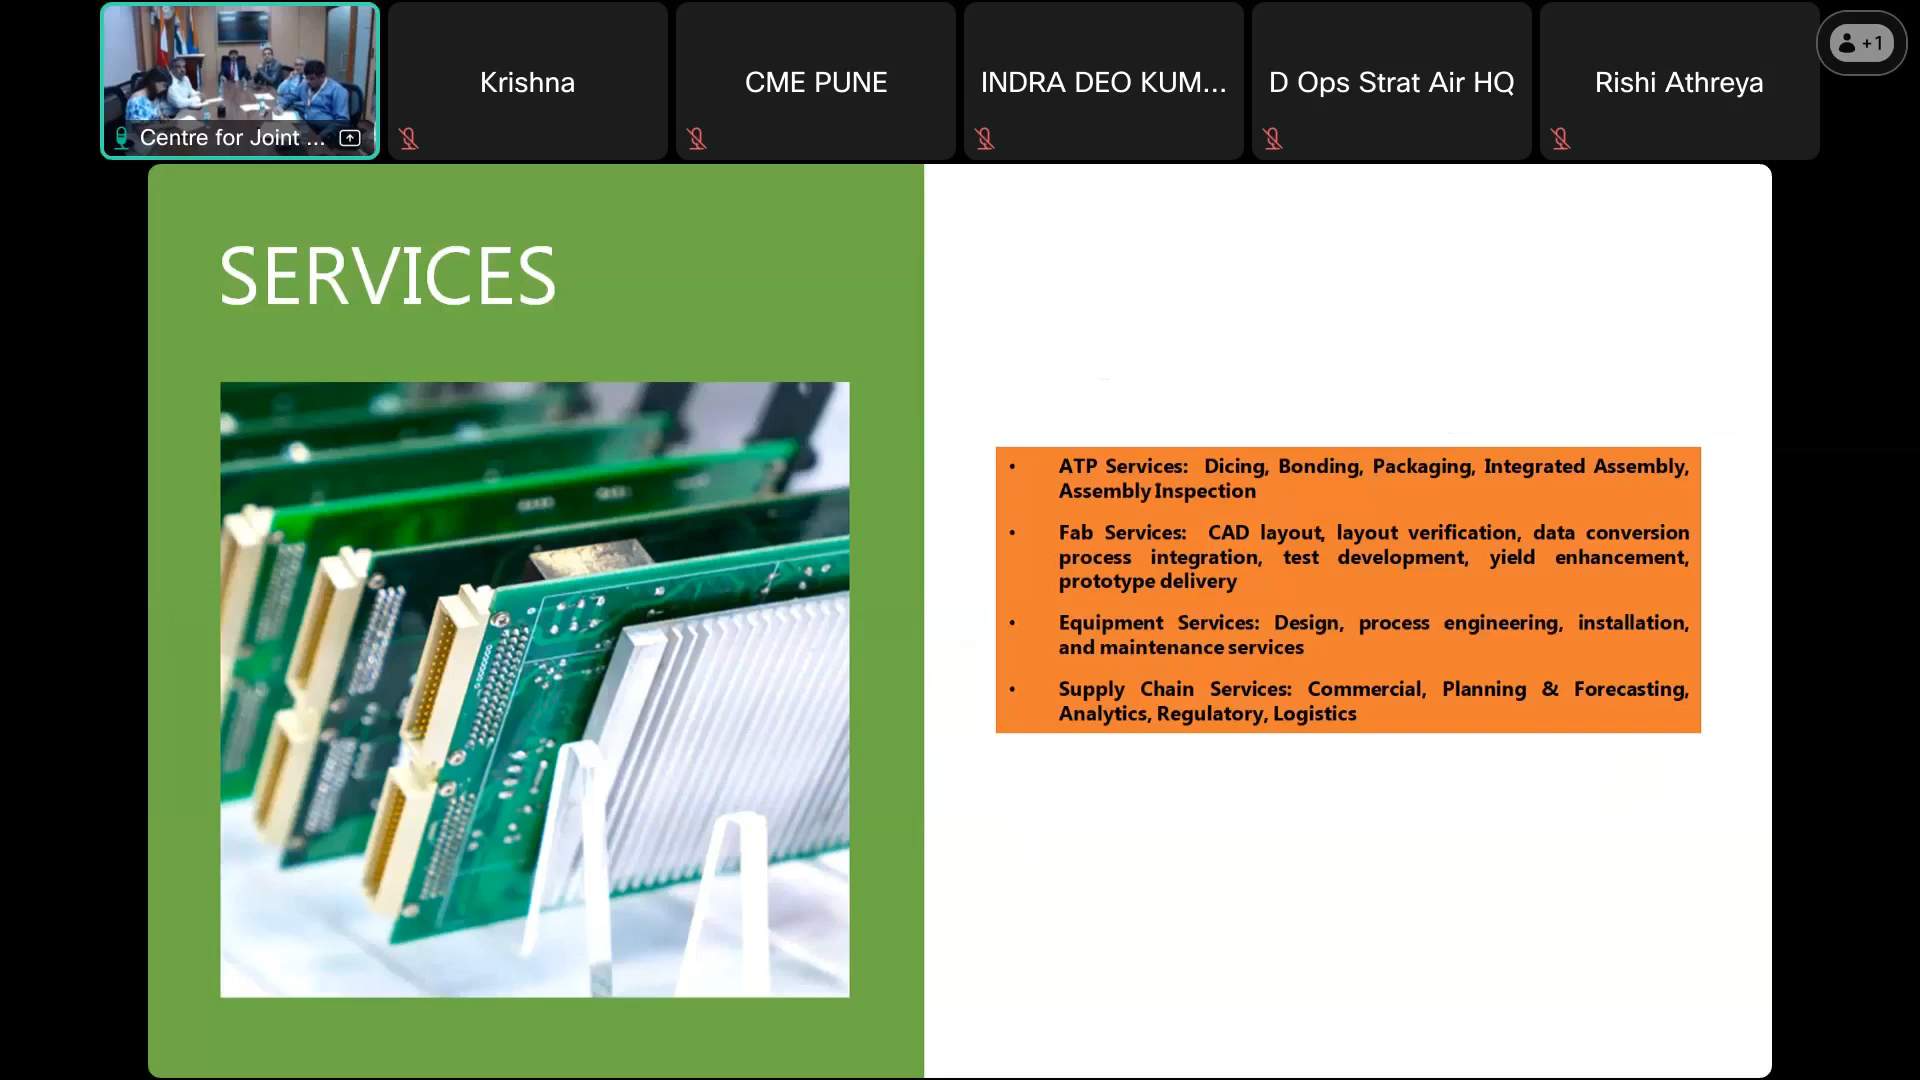 Centre for Joint ...
Krishna
CME PUNE
INDRA DEO KUM...
D Ops Strat Air HQ
Rishi Athreya
+1
SERVICES
• ATP Services: Dicing, Bonding, Packaging, Integrated Assembly,
Assembly Inspection
• Fab Services: CAD layout, layout verification, data conversion
process integration, test development, yield enhancement,
prototype delivery
• Equipment Services: Design, process engineering, installation,
and maintenance services
• Supply Chain Services: Commercial, Planning & Forecasting,
Analytics, Regulatory, Logistics